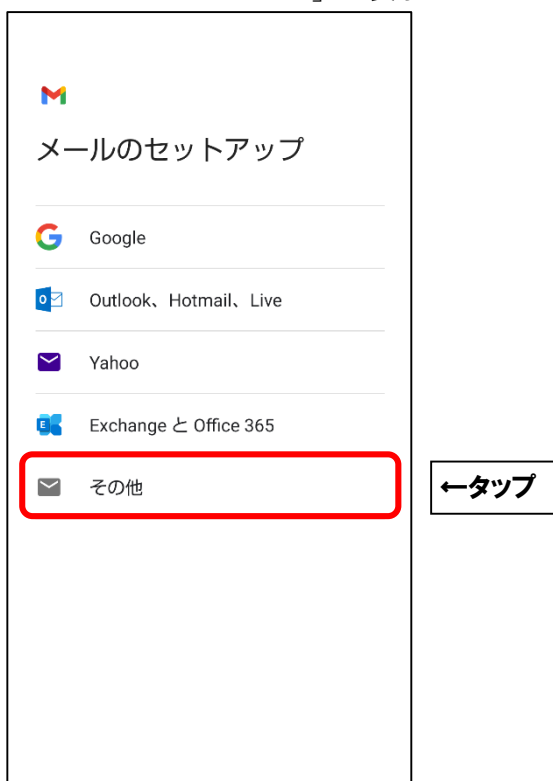 メールのセットアップ
Google
Outlook、Hotmail、Live
Yahoo
Exchange と Office 365
その他
←タップ